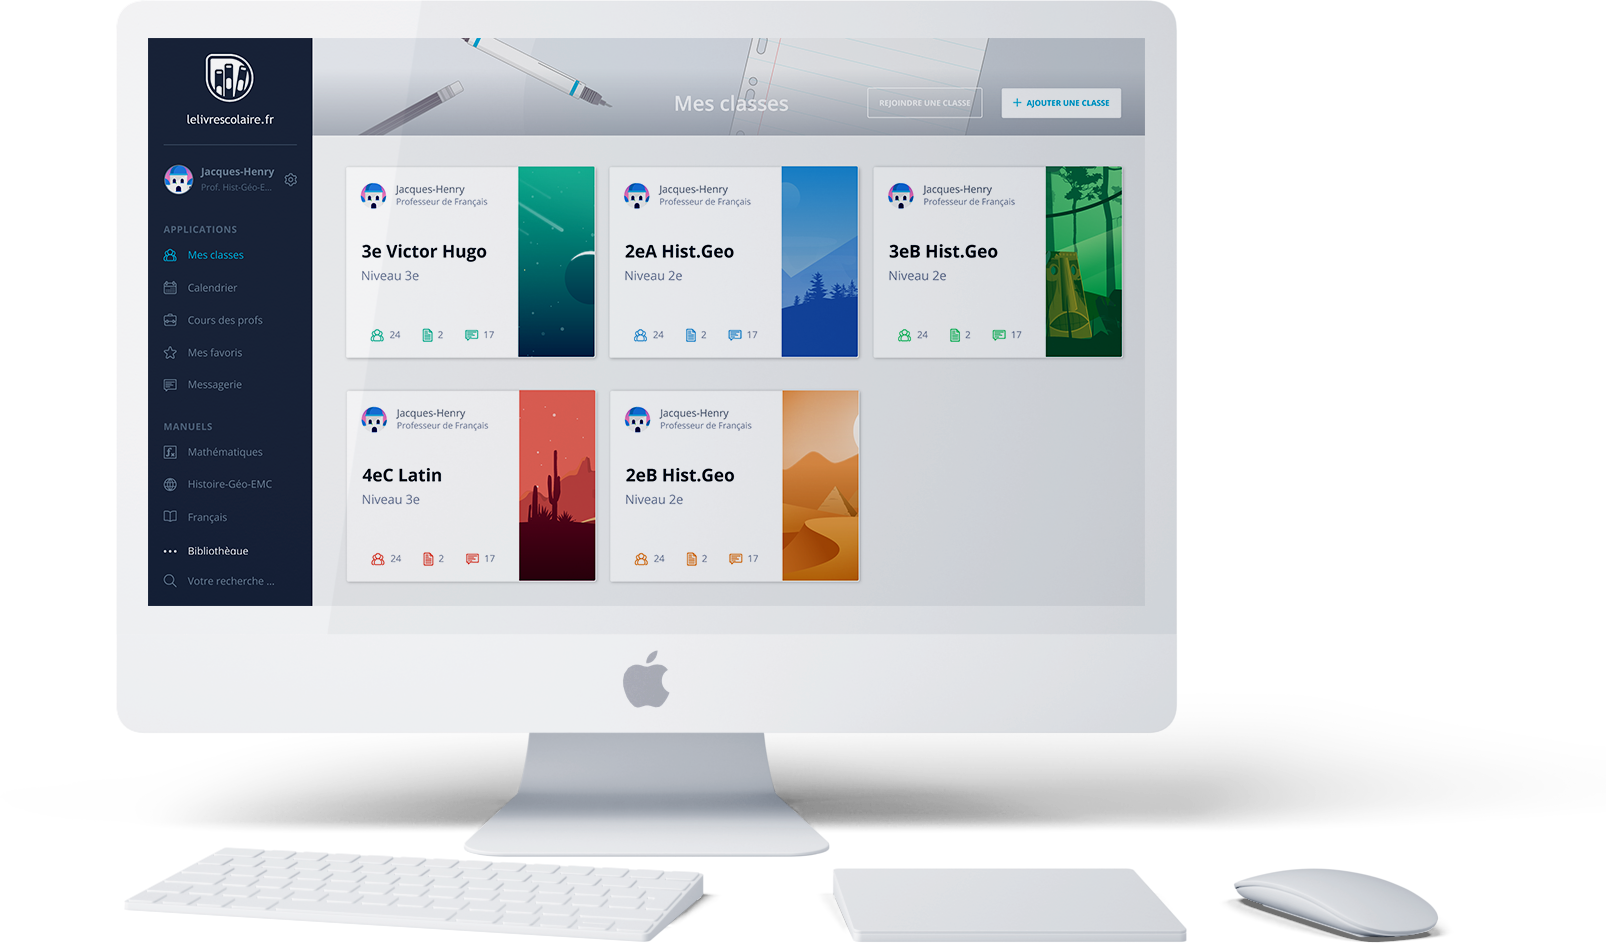 lelivrescolaire.fr
Jacques-Henry
Prof. Hist-Géo-E...
APPLICATIONS
Mes classes
Calendrier
Cours des profs
Mes favoris
Messagerie
MANUELS
Mathématiques
Histoire-Géo-EMC
Français
Bibliothèque
Votre recherche ...
Mes classes
REJOINDRE UNE CLASSE
+ AJOUTER UNE CLASSE
Jacques-Henry
Professeur de Français
3e Victor Hugo
Niveau 3e
24 2 17
Jacques-Henry
Professeur de Français
2eA Hist.Geo
Niveau 2e
24 2 17
Jacques-Henry
Professeur de Français
3eB Hist.Geo
Niveau 2e
24 2 17
Jacques-Henry
Professeur de Français
4eC Latin
Niveau 3e
24 2 17
Jacques-Henry
Professeur de Français
2eB Hist.Geo
Niveau 2e
24 2 17